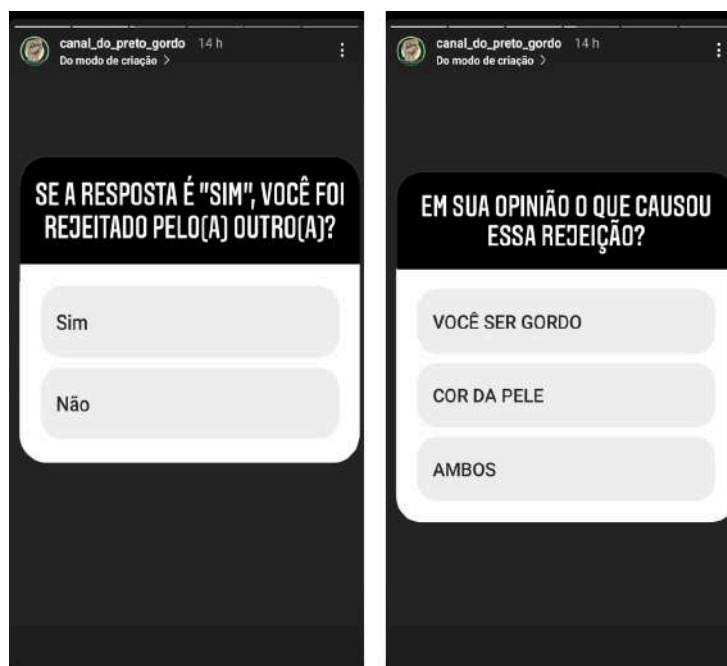 canal_do_preto_gordo 14 h
Do modo de criação >
SE A RESPOSTA É "SIM", VOCÊ FOI
REJEITADO PELO(A) OUTRO(A)?
Sim
Não
canal_do_preto_gordo 14 h
Do modo de criação >
EM SUA OPINIÃO O QUE CAUSOU
ESSA REJEIÇÃO?
VOCÊ SER GORDO
COR DA PELE
AMBOS